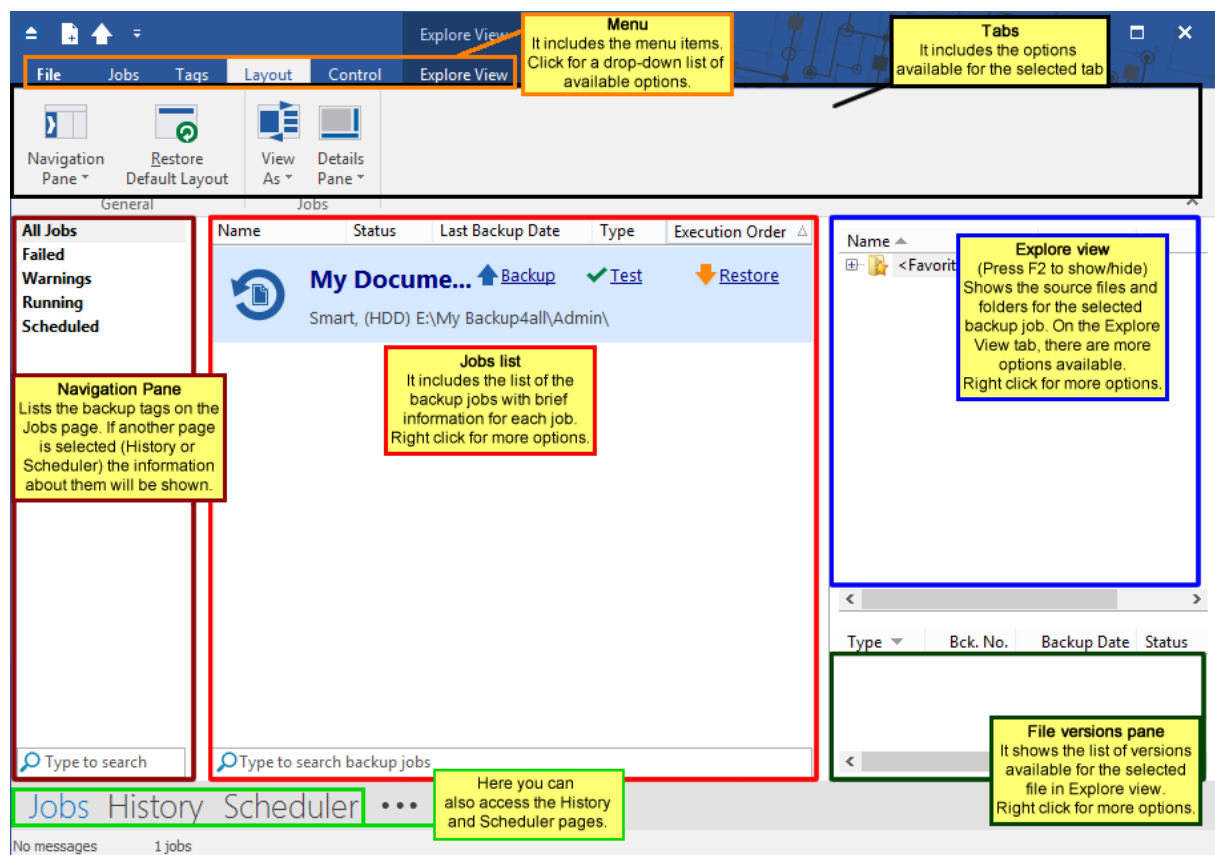 Explore View
Menu
It includes the menu items.
Click for a drop-down list of
available options.
Tabs
It includes the options
available for the selected tab
File Jobs Tags Layout Control Explore View
Navigation
Pane
Restore
Default Layout
View
As
Details
Pane
General
Jobs
All Jobs
Failed
Warnings
Running
Scheduled
Navigation Pane
Lists the backup tags on the
Jobs page. If another page
is selected (History or
Scheduler) the information
about them will be shown.
Type to search
Name Status Last Backup Date Type Execution Order
My Docume... Backup Test Restore
Smart, (HDD) E:\My Backup4all\Admin\
Jobs list
It includes the list of the
backup jobs with brief
information for each job.
Right click for more options.
Type to search backup jobs
Name
<Favorit
Explore view
(Press F2 to show/hide)
Shows the source files and
folders for the selected
backup job. On the Explore
View tab, there are more
options available.
Right click for more options.
Type Bck. No. Backup Date Status
File versions pane
It shows the list of versions
available for the selected
file in Explore view.
Right click for more options.
Jobs History Scheduler •••
Here you can
also access the History
and Scheduler pages.
No messages 1 jobs